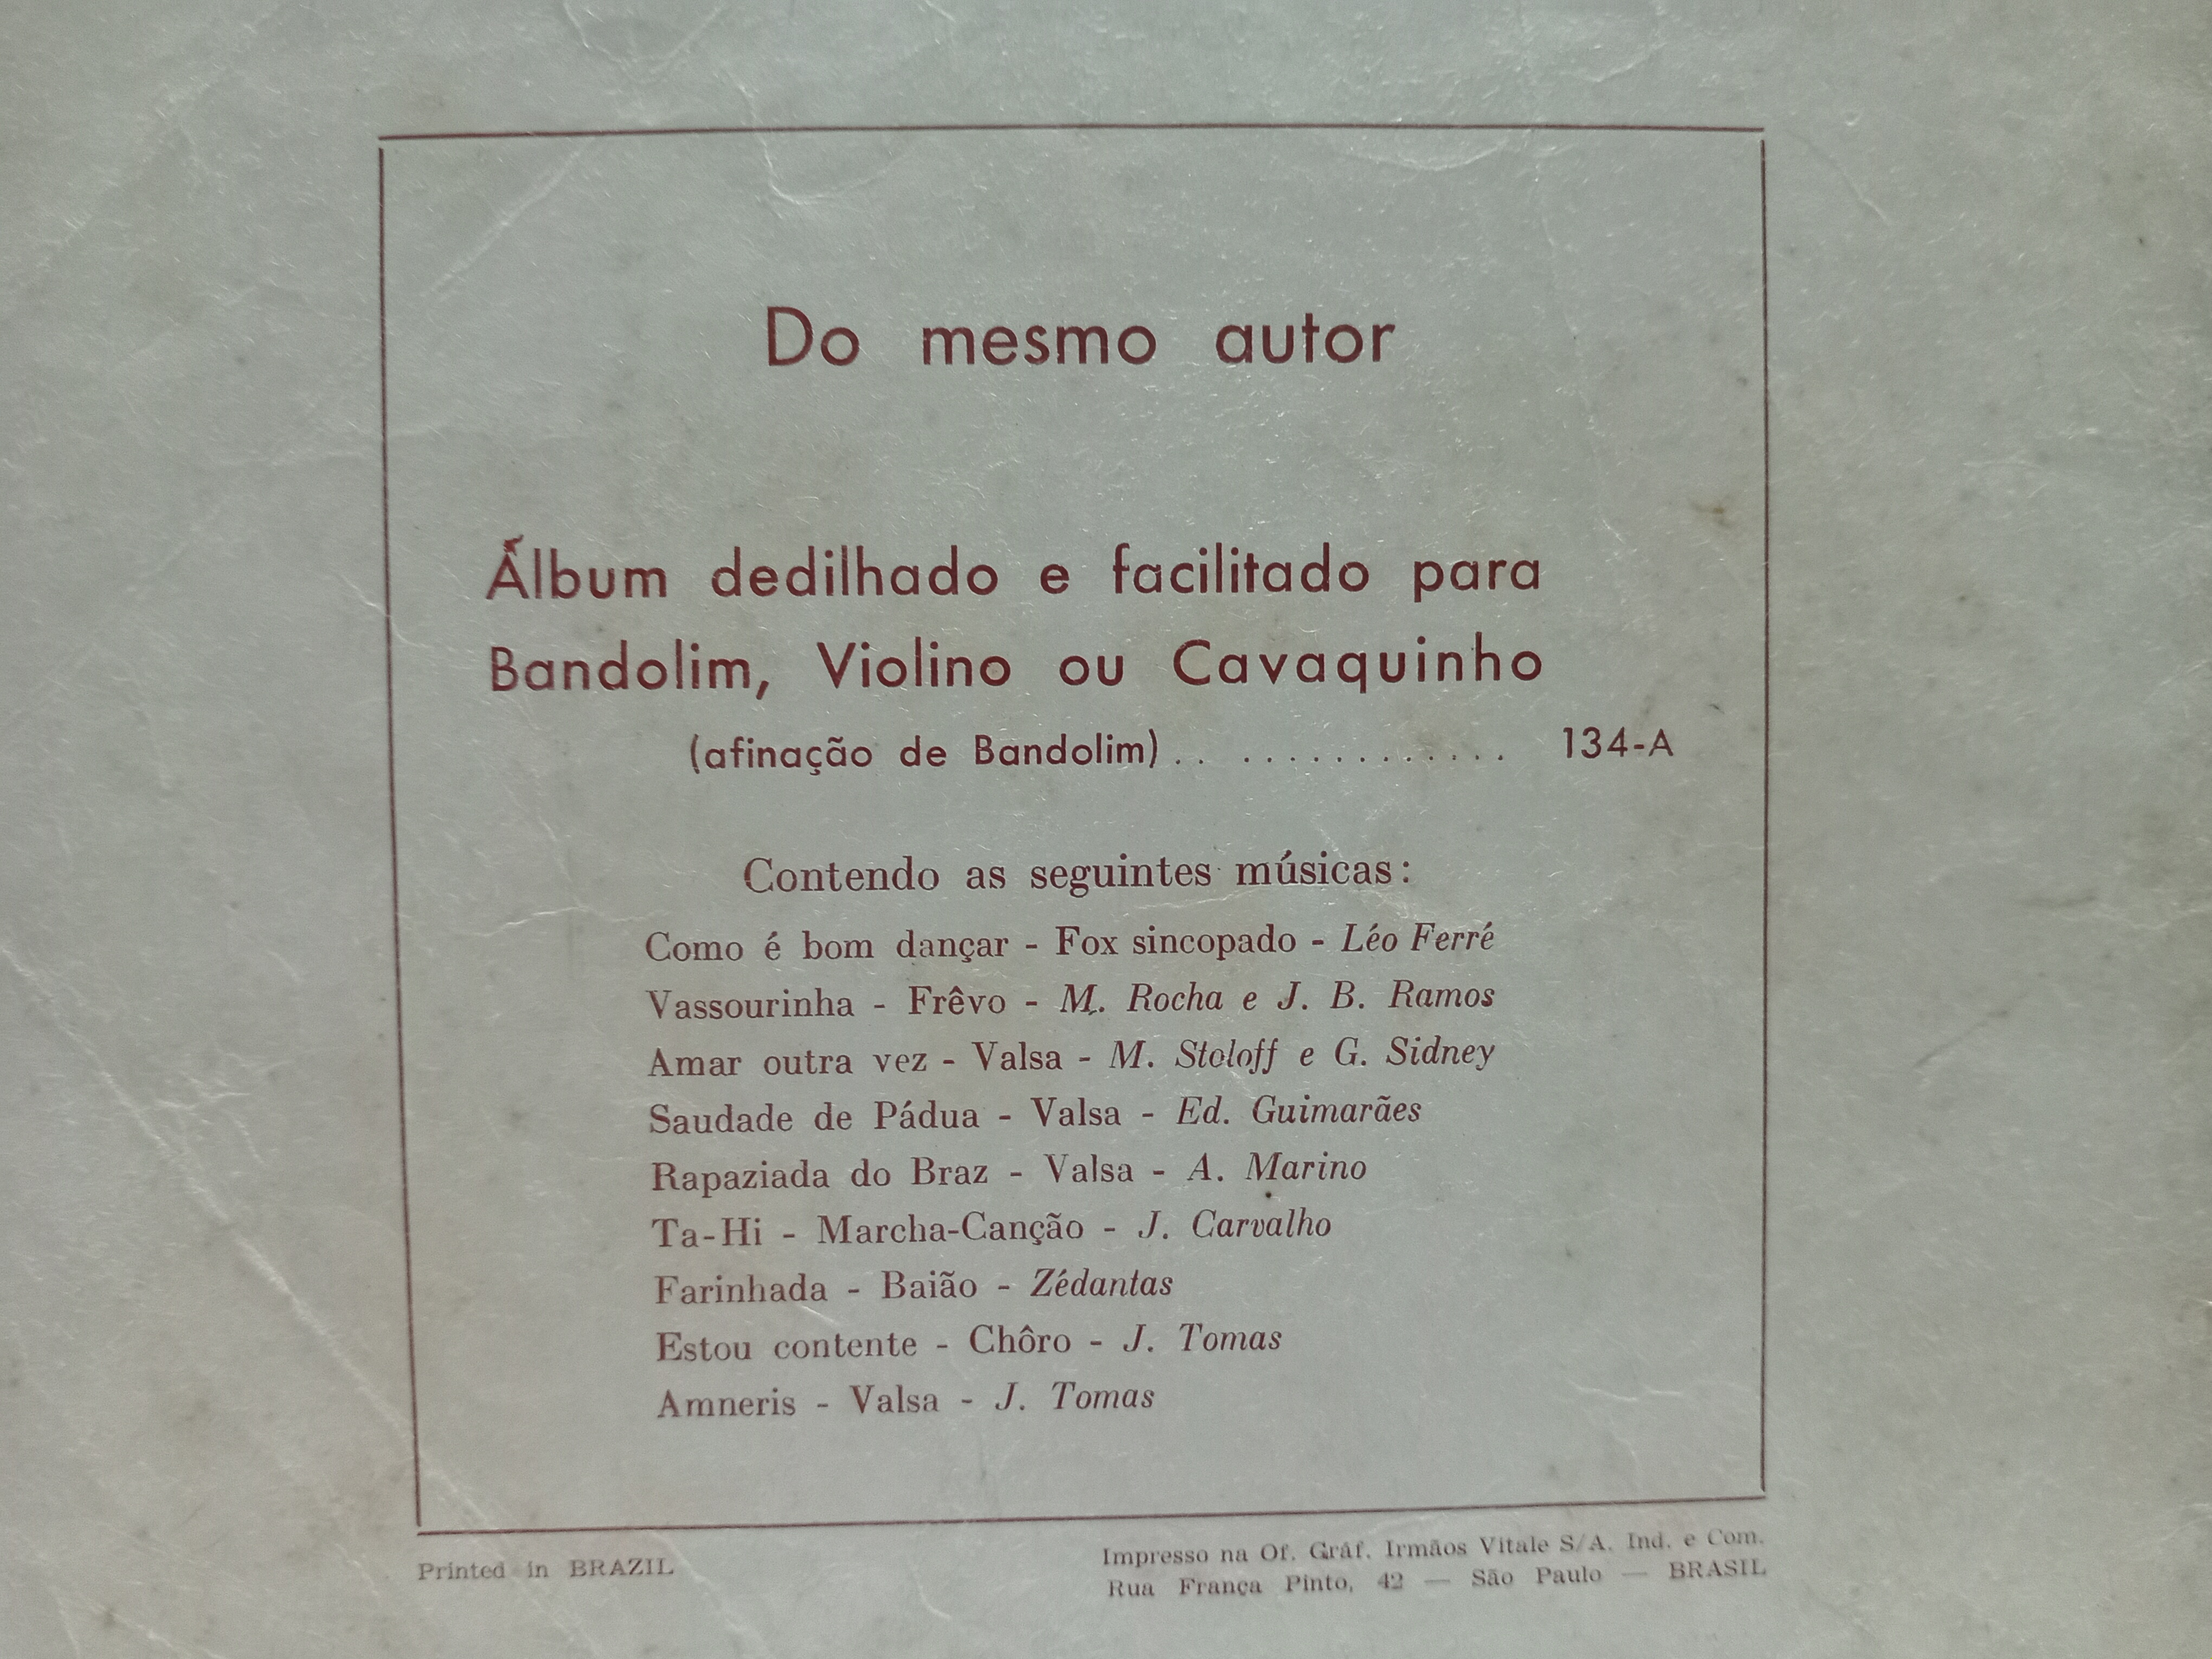 Do mesmo autor
Álbum dedilhado e facilitado para
Bandolim, Violino ou Cavaquinho
(afinação de Bandolim) .. ............ 134-A
Contendo as seguintes músicas:
Como é bom dançar - Fox sincopado - Léo Ferré
Vassourinha - Frêvo - M. Rocha e J. B. Ramos
Amar outra vez - Valsa - M. Stoloff e G. Sidney
Saudade de Pádua - Valsa - Ed. Guimarães
Rapaziada do Braz - Valsa - A. Marino
Ta-Hi - Marcha-Canção - J. Carvalho
Farinhada - Baião - Zédantas
Estou contente - Chôro - J. Tomas
Amneris - Valsa - J. Tomas
Printed in BRAZIL
Impresso na Of. Gráf. Irmãos Vitale S/A. Ind. e Com.
Rua França Pinto, 42 — São Paulo — BRASIL